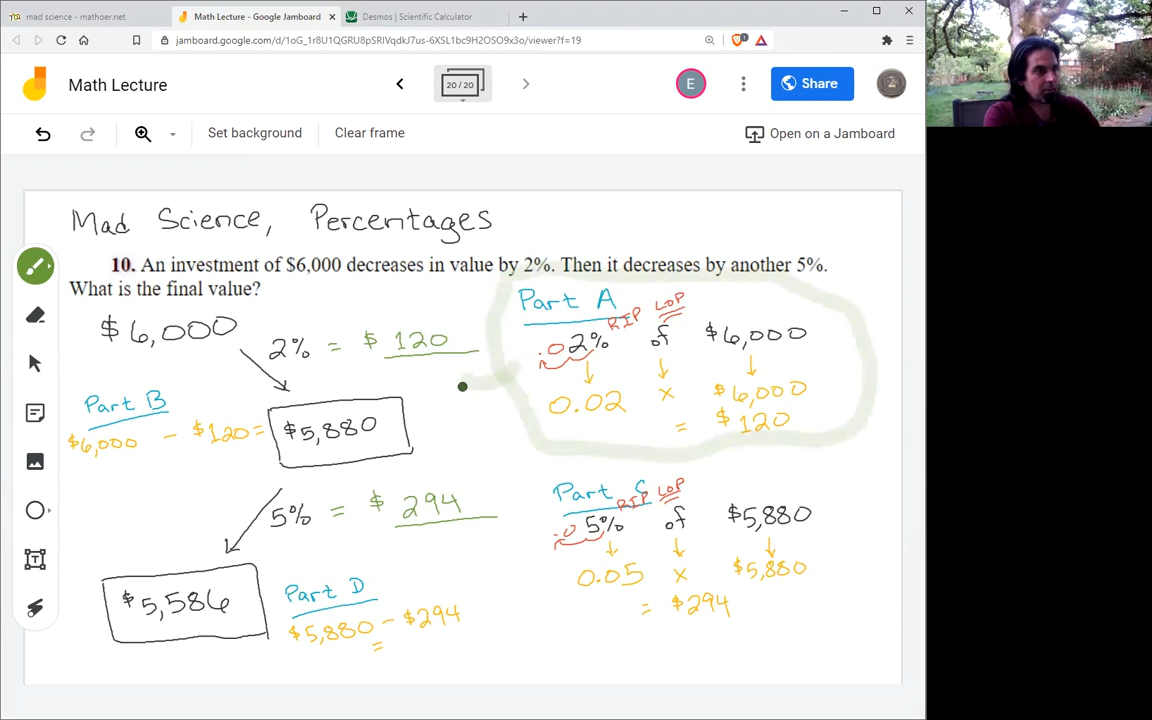 mad science - mathoer.net
Math Lecture - Google Jamboard
Desmos | Scientific Calculator
jamboard.google.com/d/1oG_1r8U1QGRU8pSRIVqdkJ7us-6XSL1bc9H2OSO9x3o/viewer?f=19
Math Lecture
20 / 20
E
Share
Set background
Clear frame
Open on a Jamboard
Mad Science, Percentages
10. An investment of $6,000 decreases in value by 2%. Then it decreases by another 5%.
What is the final value?
$6,000
2% = $ 120
Part A
RIP LOP
.02% of $6,000
0.02 x $6,000
= $120
Part B
$6,000 - $120 = $5,880
5% = $ 294
Part C
RIP LOP
.05% of $5,880
0.05 x $5,880
= $294
$5,586
Part D
$5,880 - $294
=